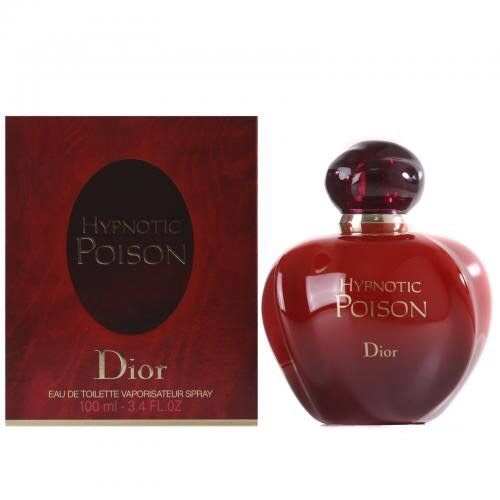 HYPNOTIC
POISON
Dior
EAU DE TOILETTE VAPORISATEUR SPRAY
100 ml - 3.4 FL.OZ
HYPNOTIC
POISON
Dior